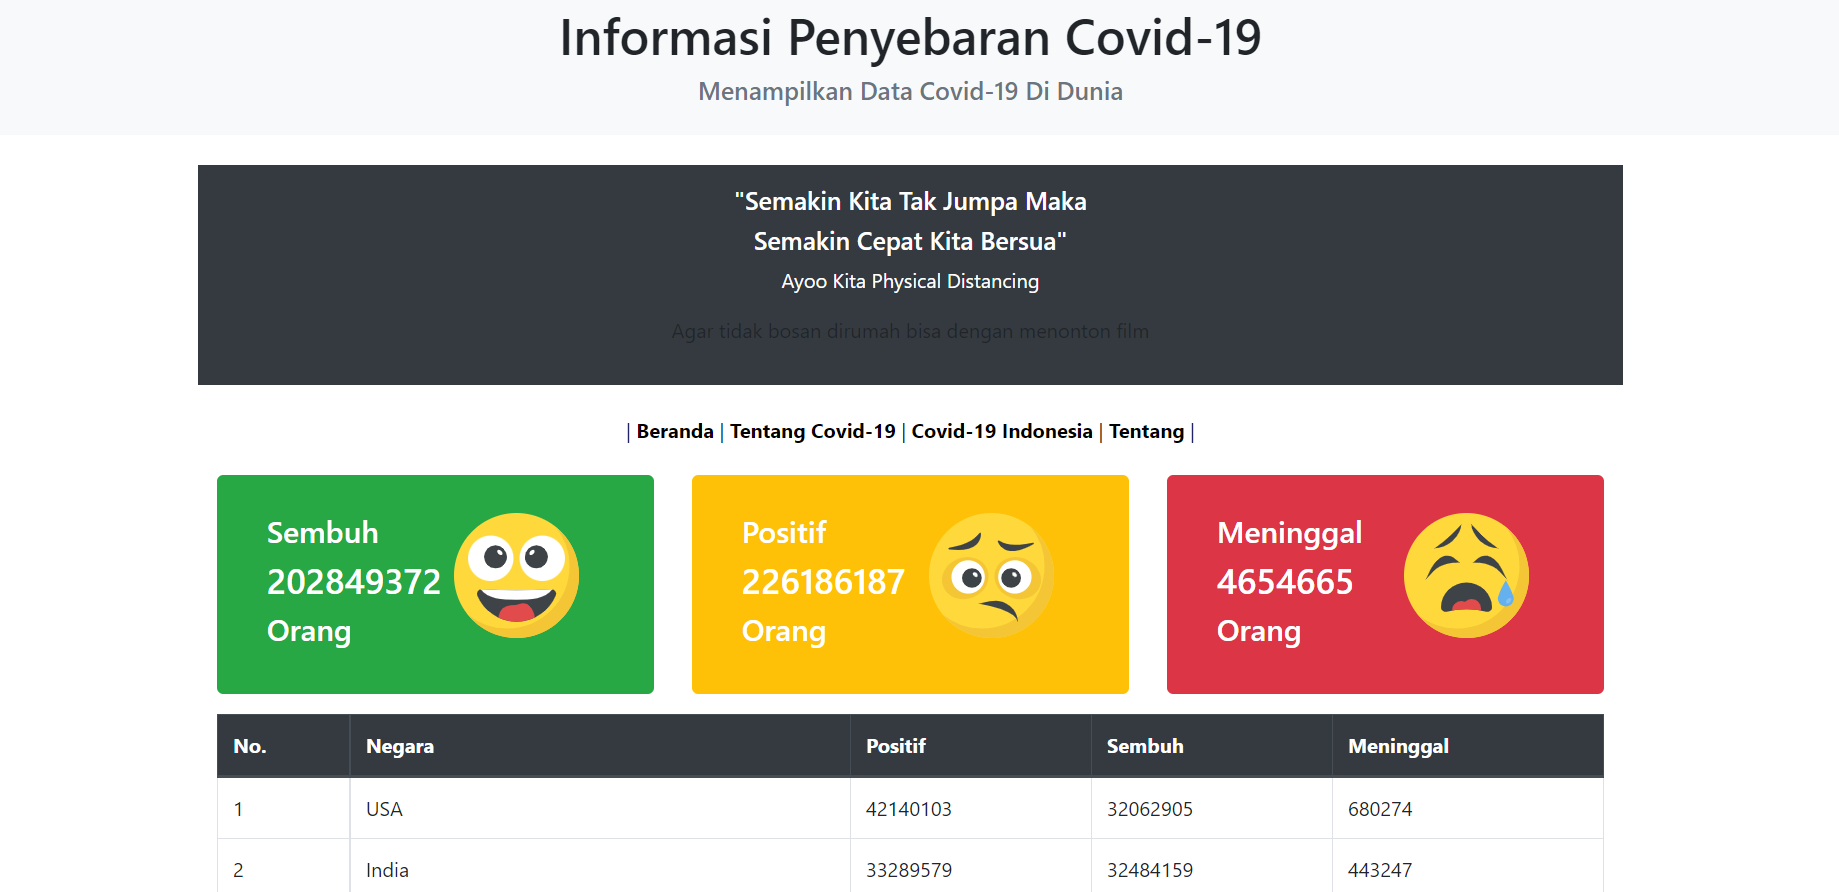 Informasi Penyebaran Covid-19
Menampilkan Data Covid-19 Di Dunia
"Semakin Kita Tak Jumpa Maka
Semakin Cepat Kita Bersua"
Ayoo Kita Physical Distancing
Agar tidak bosan dirumah bisa dengan menonton film
| Beranda | Tentang Covid-19 | Covid-19 Indonesia | Tentang |
Sembuh
202849372
Orang
Positif
226186187
Orang
Meninggal
4654665
Orang
No. Negara Positif Sembuh Meninggal
1 USA 42140103 32062905 680274
2 India 33289579 32484159 443247